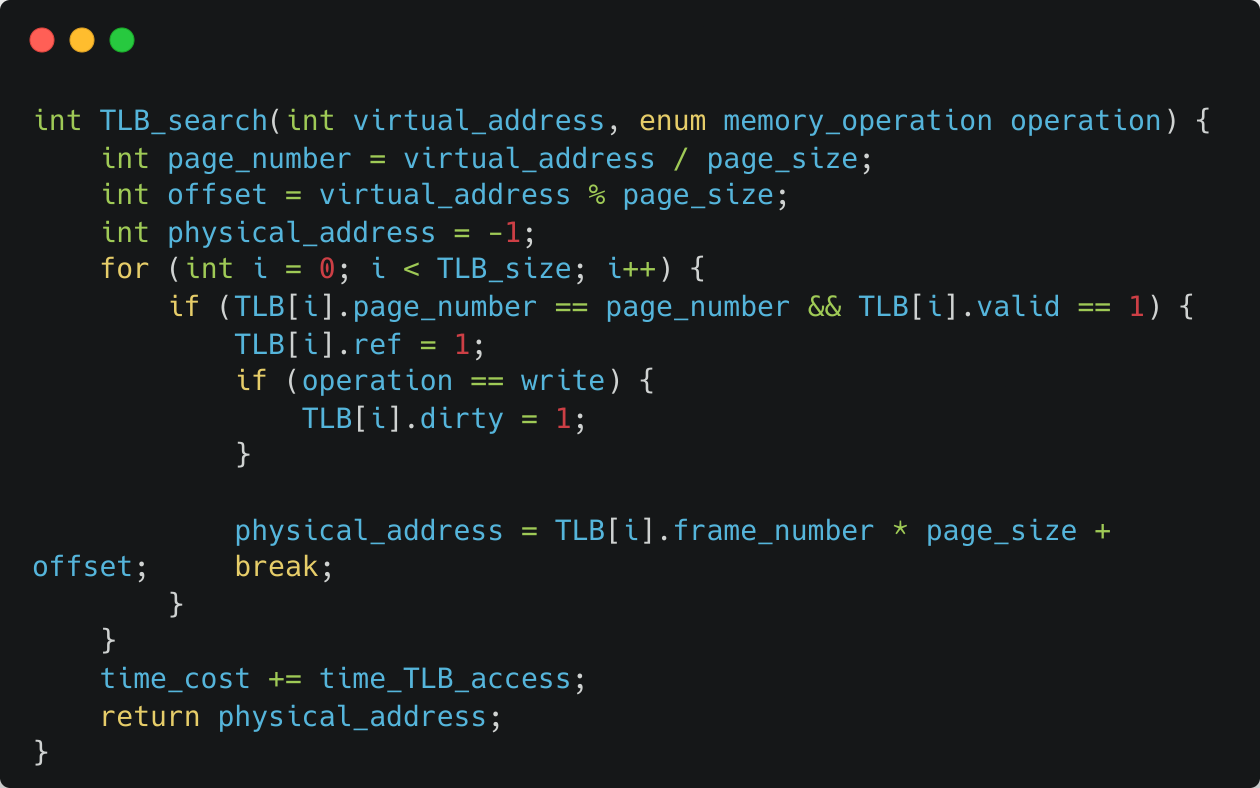 int TLB_search(int virtual_address, enum memory_operation operation) {
    int page_number = virtual_address / page_size;
    int offset = virtual_address % page_size;
    int physical_address = -1;
    for (int i = 0; i < TLB_size; i++) {
        if (TLB[i].page_number == page_number && TLB[i].valid == 1) {
            TLB[i].ref = 1;
            if (operation == write) {
                TLB[i].dirty = 1;
            }

            physical_address = TLB[i].frame_number * page_size +
offset;     break;
        }
    }
    time_cost += time_TLB_access;
    return physical_address;
}